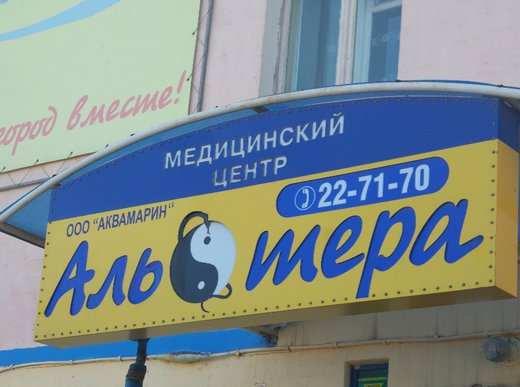 город вместе!
МЕДИЦИНСКИЙ
ЦЕНТР
22-71-70
ООО "АКВАМАРИН"
Альтера